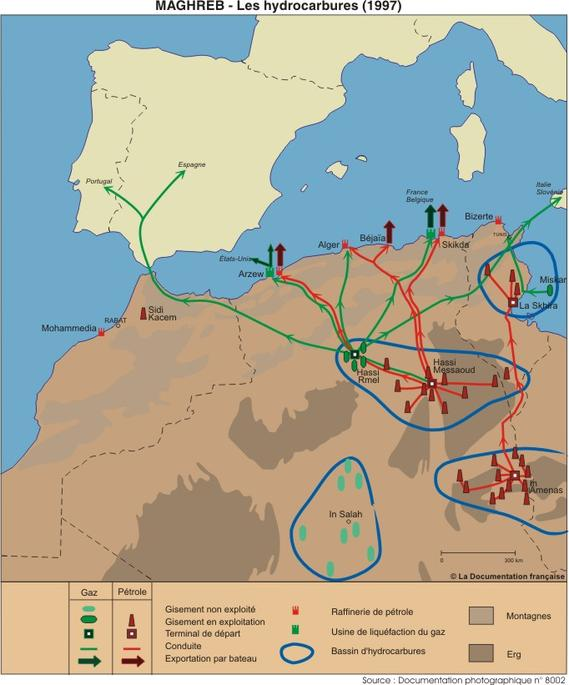 MAGHREB - Les hydrocarbures (1997)
Portugal
Espagne
France
Belgique
Italie
Slovénie
États-Unis
Arzew
Alger
Béjaïa
Skikda
Bizerte
TUNIS
Miskar
La Skhira
Mohammedia
RABAT
Sidi
Kacem
Hassi
Rmel
Hassi
Messaoud
In
Amenas
In Salah
0 300 km
© La Documentation française
Gaz
Pétrole
Gisement non exploité
Gisement en exploitation
Terminal de départ
Conduite
Exportation par bateau
Raffinerie de pétrole
Usine de liquéfaction du gaz
Bassin d'hydrocarbures
Montagnes
Erg
Source : Documentation photographique n° 8002